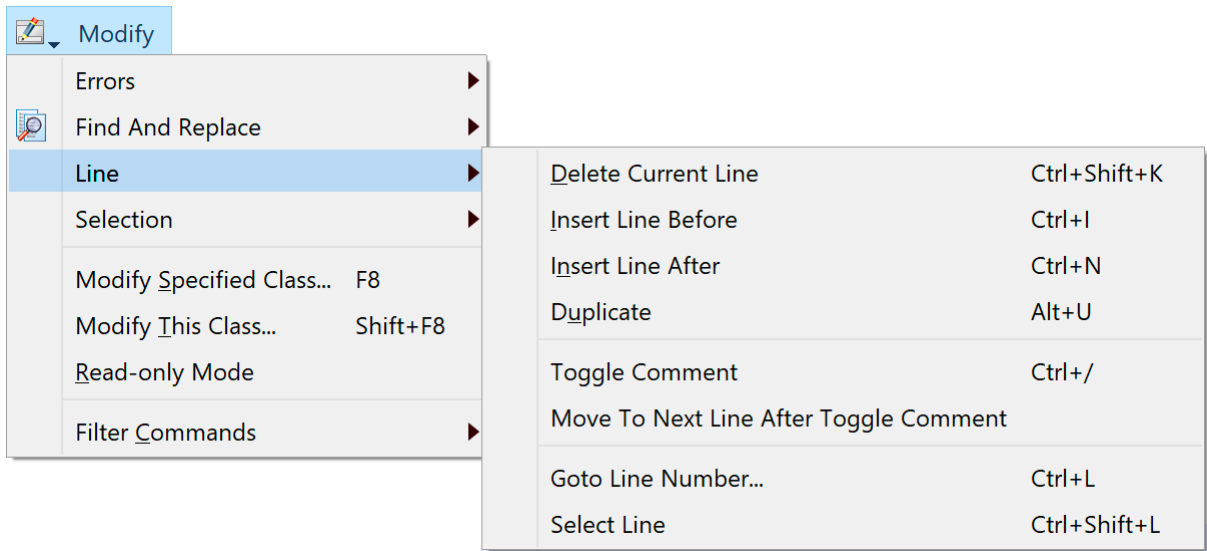 Modify
Errors
Find And Replace
Line
Selection
Modify Specified Class... F8
Modify This Class... Shift+F8
Read-only Mode
Filter Commands
Delete Current Line Ctrl+Shift+K
Insert Line Before Ctrl+I
Insert Line After Ctrl+N
Duplicate Alt+U
Toggle Comment Ctrl+/
Move To Next Line After Toggle Comment
Goto Line Number... Ctrl+L
Select Line Ctrl+Shift+L